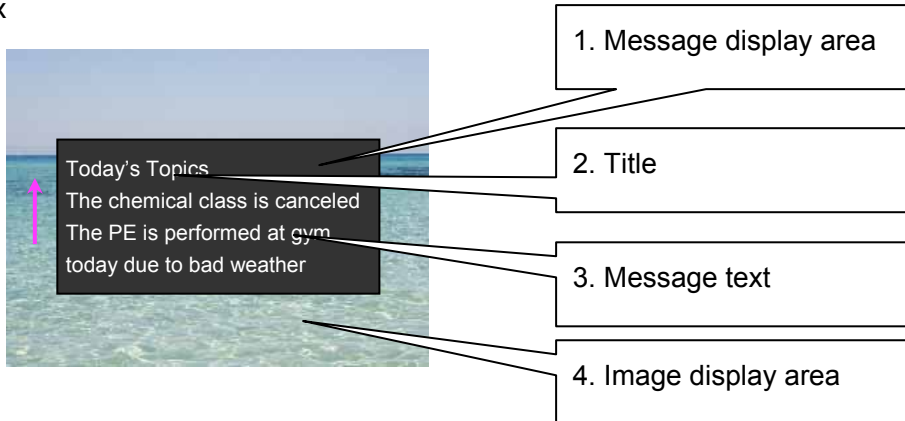 x
1. Message display area
Today's Topics
The chemical class is canceled
The PE is performed at gym
today due to bad weather
2. Title
3. Message text
4. Image display area